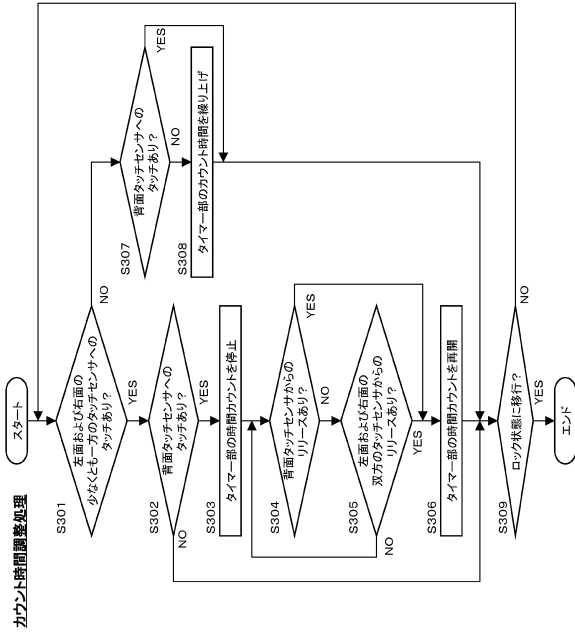 カウント時間調整処理
スタート
S301
左面および右面の
少なくとも一方のタッチセンサへの
タッチあり？
NO
YES
S302
背面タッチセンサへの
タッチあり？
NO
YES
S303
タイマー部の時間カウントを停止
S304
背面タッチセンサからの
リリースあり？
YES
NO
S305
左面および右面の
双方のタッチセンサからの
リリースあり？
NO
YES
S306
タイマー部の時間カウントを再開
S307
背面タッチセンサへの
タッチあり？
YES
NO
S308
タイマー部のカウント時間を繰り上げ
S309
ロック状態に移行？
NO
YES
エンド